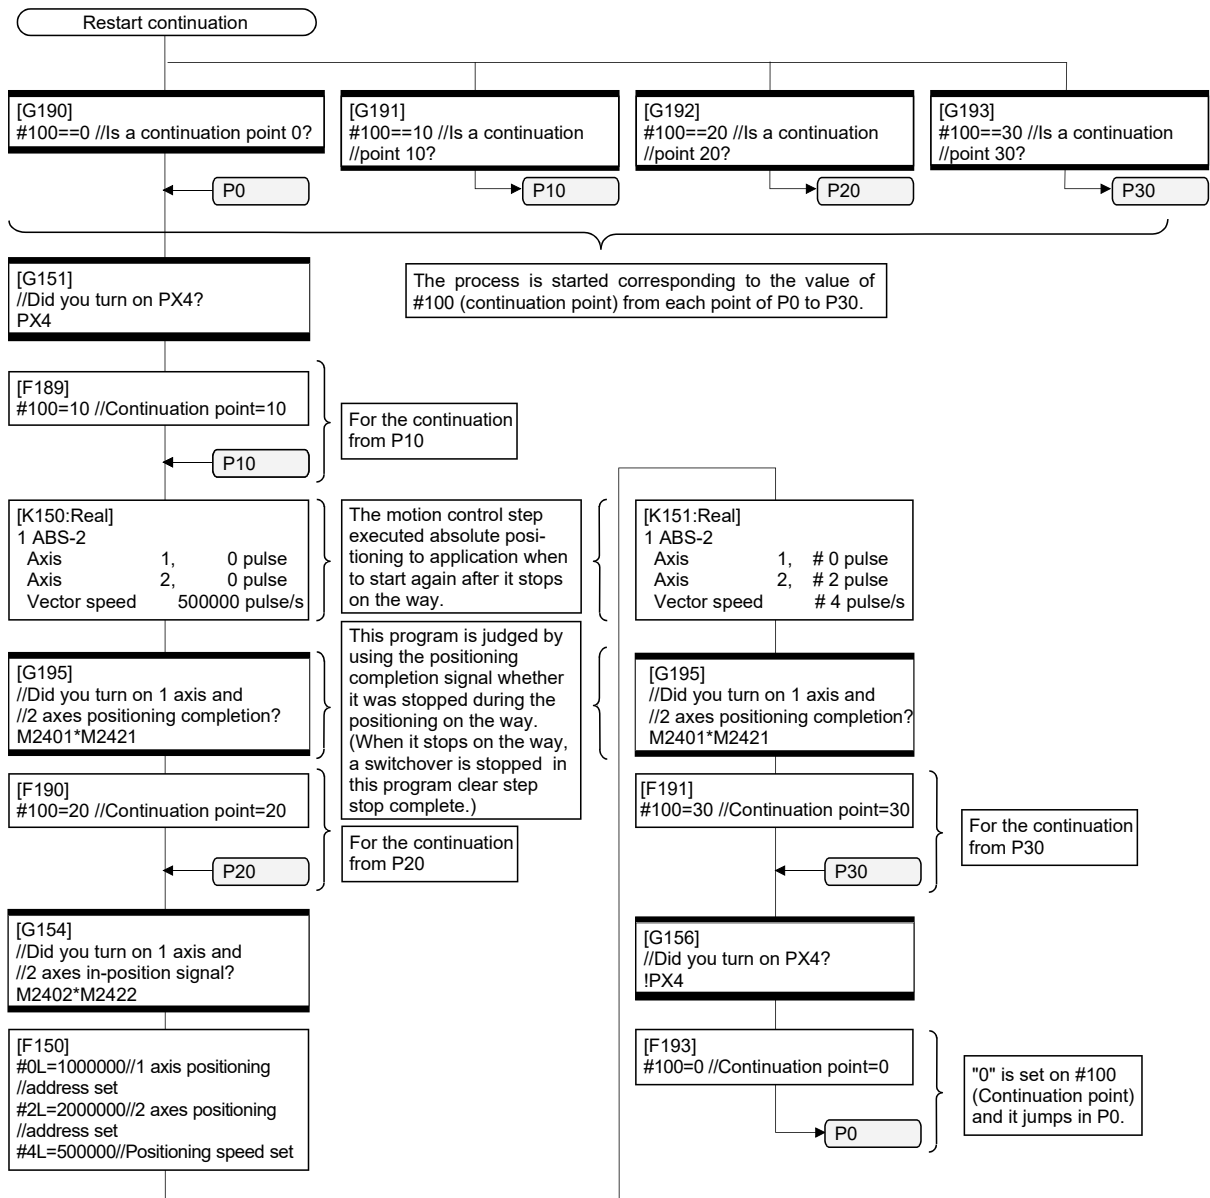 Restart continuation
[G190]
#100==0 //Is a continuation point 0?
[G191]
#100==10 //Is a continuation
//point 10?
[G192]
#100==20 //Is a continuation
//point 20?
[G193]
#100==30 //Is a continuation
//point 30?
P0
P10
P20
P30
The process is started corresponding to the value of
#100 (continuation point) from each point of P0 to P30.
[G151]
//Did you turn on PX4?
PX4
[F189]
#100=10 //Continuation point=10
P10
For the continuation
from P10
[K150:Real]
1 ABS-2
Axis 1, 0 pulse
Axis 2, 0 pulse
Vector speed 500000 pulse/s
The motion control step
executed absolute posi-
tioning to application when
to start again after it stops
on the way.
[G195]
//Did you turn on 1 axis and
//2 axes positioning completion?
M2401*M2421
This program is judged by
using the positioning
completion signal whether
it was stopped during the
positioning on the way.
(When it stops on the way,
a switchover is stopped in
this program clear step
stop complete.)
[F190]
#100=20 //Continuation point=20
P20
For the continuation
from P20
[G154]
//Did you turn on 1 axis and
//2 axes in-position signal?
M2402*M2422
[F150]
#0L=1000000//1 axis positioning
//address set
#2L=2000000//2 axes positioning
//address set
#4L=500000//Positioning speed set
[K151:Real]
1 ABS-2
Axis 1, # 0 pulse
Axis 2, # 2 pulse
Vector speed # 4 pulse/s
[G195]
//Did you turn on 1 axis and
//2 axes positioning completion?
M2401*M2421
[F191]
#100=30 //Continuation point=30
P30
For the continuation
from P30
[G156]
//Did you turn on PX4?
!PX4
[F193]
#100=0 //Continuation point=0
P0
"0" is set on #100
(Continuation point)
and it jumps in P0.